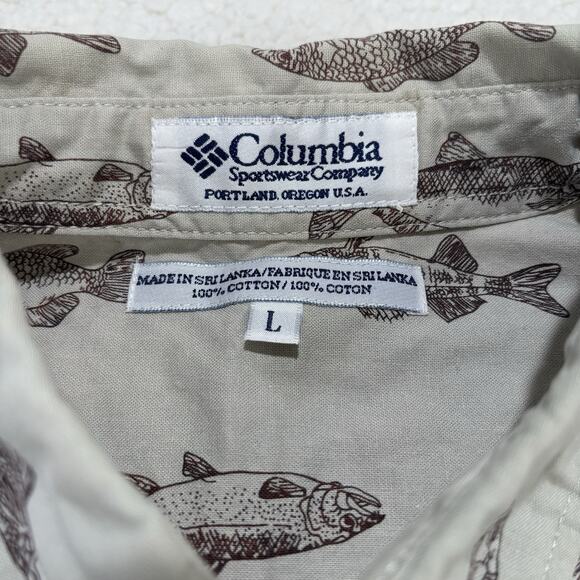 Columbia
Sportswear Company
PORTLAND, OREGON U.S.A.
MADE IN SRI LANKA/FABRIQUE EN SRI LANKA
100% COTTON / 100% COTON
L